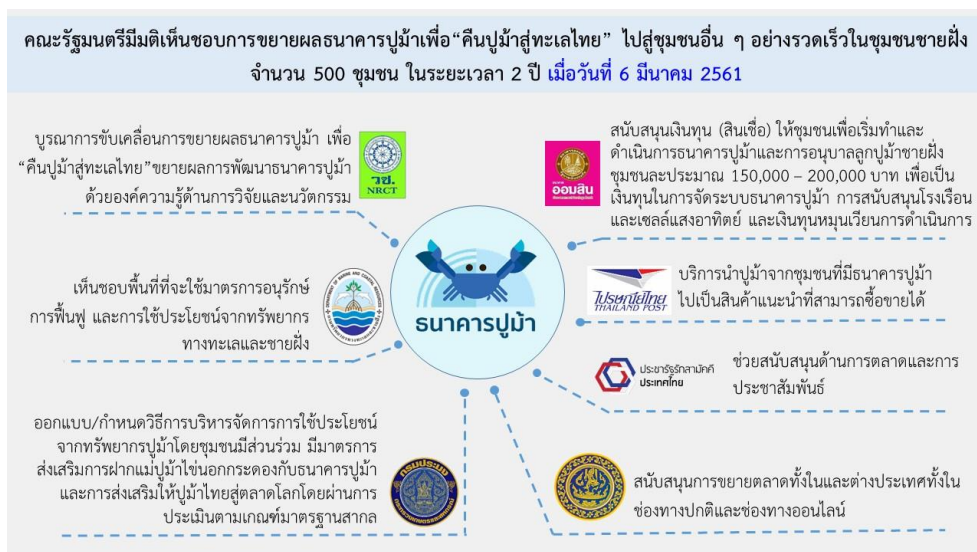 คณะรัฐมนตรีมีมติเห็นชอบการขยายผลธนาคารปูม้าเพื่อ“คืนปูม้าสู่ทะเลไทย” ไปสู่ชุมชนอื่น ๆ อย่างรวดเร็วในชุมชนชายฝั่ง
จำนวน 500 ชุมชน ในระยะเวลา 2 ปี เมื่อวันที่ 6 มีนาคม 2561
บูรณาการขับเคลื่อนการขยายผลธนาคารปูม้า เพื่อ
“คืนปูม้าสู่ทะเลไทย”ขยายผลการพัฒนาธนาคารปูม้า
ด้วยองค์ความรู้ด้านการวิจัยและนวัตกรรม
วช.
NRCT
ออมสิน
สนับสนุนเงินทุน (สินเชื่อ) ให้ชุมชนเพื่อเริ่มทำและ
ดำเนินการธนาคารปูม้าและการอนุบาลลูกปูม้าชายฝั่ง
ชุมชนละประมาณ 150,000 – 200,000 บาท เพื่อเป็น
เงินทุนในการจัดระบบธนาคารปูม้า การสนับสนุนโรงเรือน
และเซลล์แสงอาทิตย์ และเงินทุนหมุนเวียนการดำเนินการ
เห็นชอบพื้นที่ที่จะใช้มาตรการอนุรักษ์
การฟื้นฟู และการใช้ประโยชน์จากทรัพยากร
ทางทะเลและชายฝั่ง
ธนาคารปูม้า
ไปรษณีย์ไทย
THAILAND POST
บริการนำปูม้าจากชุมชนที่มีธนาคารปูม้า
ไปเป็นสินค้าแนะนำที่สามารถซื้อขายได้
ประชารัฐรักสามัคคี
ประเทศไทย
ช่วยสนับสนุนด้านการตลาดและการ
ประชาสัมพันธ์
ออกแบบ/กำหนดวิธีการบริหารจัดการการใช้ประโยชน์
จากทรัพยากรปูม้าโดยชุมชนมีส่วนร่วม มีมาตรการ
ส่งเสริมการฝากแม่ปูม้าไข่นอกกระดองกับธนาคารปูม้า
และการส่งเสริมให้ปูม้าไทยสู่ตลาดโลกโดยผ่านการ
ประเมินตามเกณฑ์มาตรฐานสากล
กรมประมง
สนับสนุนการขยายตลาดทั้งในและต่างประเทศทั้งใน
ช่องทางปกติและช่องทางออนไลน์